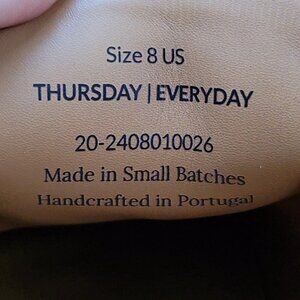 Size 8 US
THURSDAY | EVERYDAY
20-2408010026
Made in Small Batches
Handcrafted in Portugal